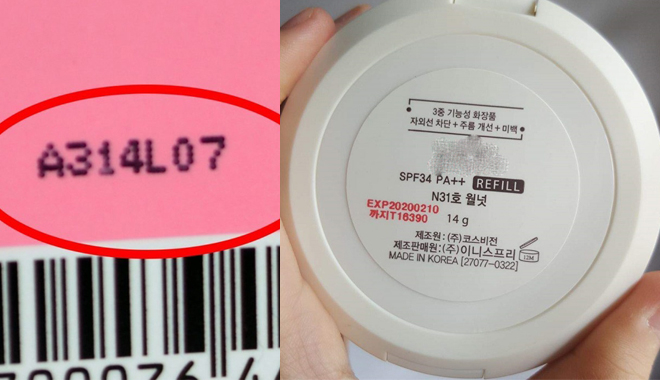 A314L07
3중 기능성 화장품
자외선 차단 + 주름 개선 + 미백
SPF34 PA++ REFILL
N31호 월넛
EXP20200210
까지T16390
14 g
제조원 : (주)코스비전
제조판매원 : (주)이니스프리
12M
MADE IN KOREA [27077-0322]